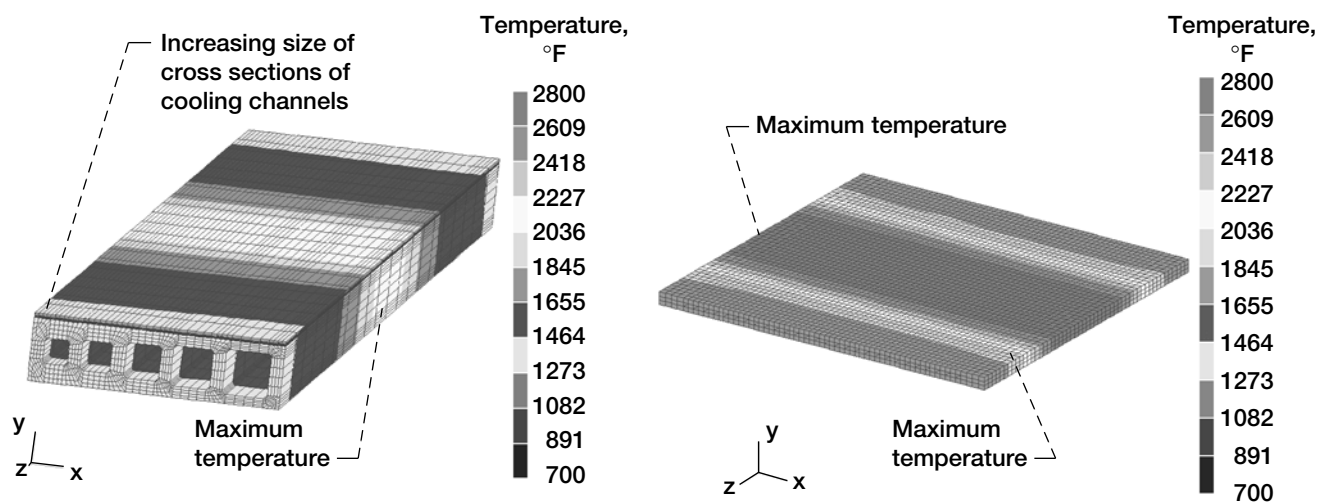 Increasing size of
cross sections of
cooling channels
Temperature,
°F
2800
2609
2418
2227
2036
1845
1655
1464
1273
1082
891
700
Maximum
temperature
y
z
x
Temperature,
°F
2800
2609
2418
2227
2036
1845
1655
1464
1273
1082
891
700
Maximum temperature
Maximum
temperature
y
z
x